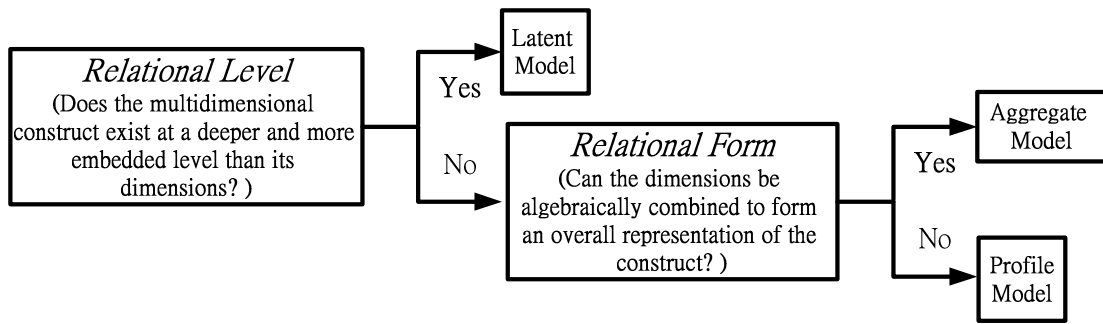 Relational Level
(Does the multidimensional
construct exist at a deeper and more
embedded level than its
dimensions? )
Yes
No
Latent
Model
Relational Form
(Can the dimensions be
algebraically combined to form
an overall representation of the
construct? )
Yes
No
Aggregate
Model
Profile
Model